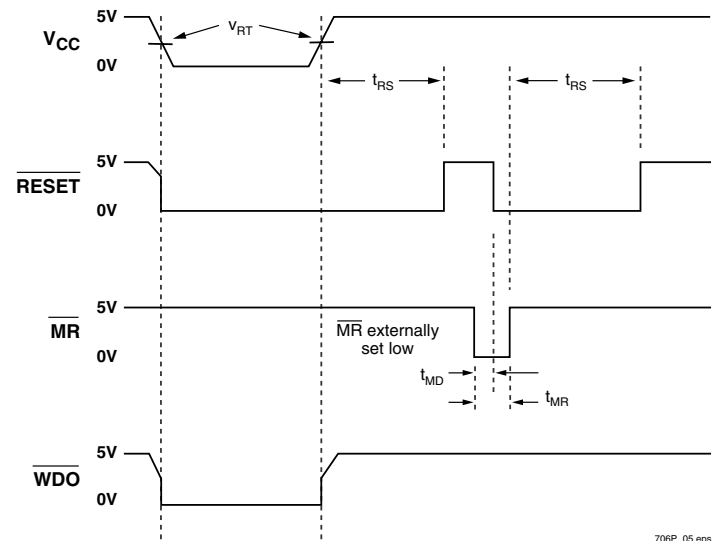 5V
VCC
0V
VRT
tRS
tRS
5V
RESET
0V
5V
MR
0V
MR externally
set low
tMD
tMR
5V
WDO
0V
706P_05.eps